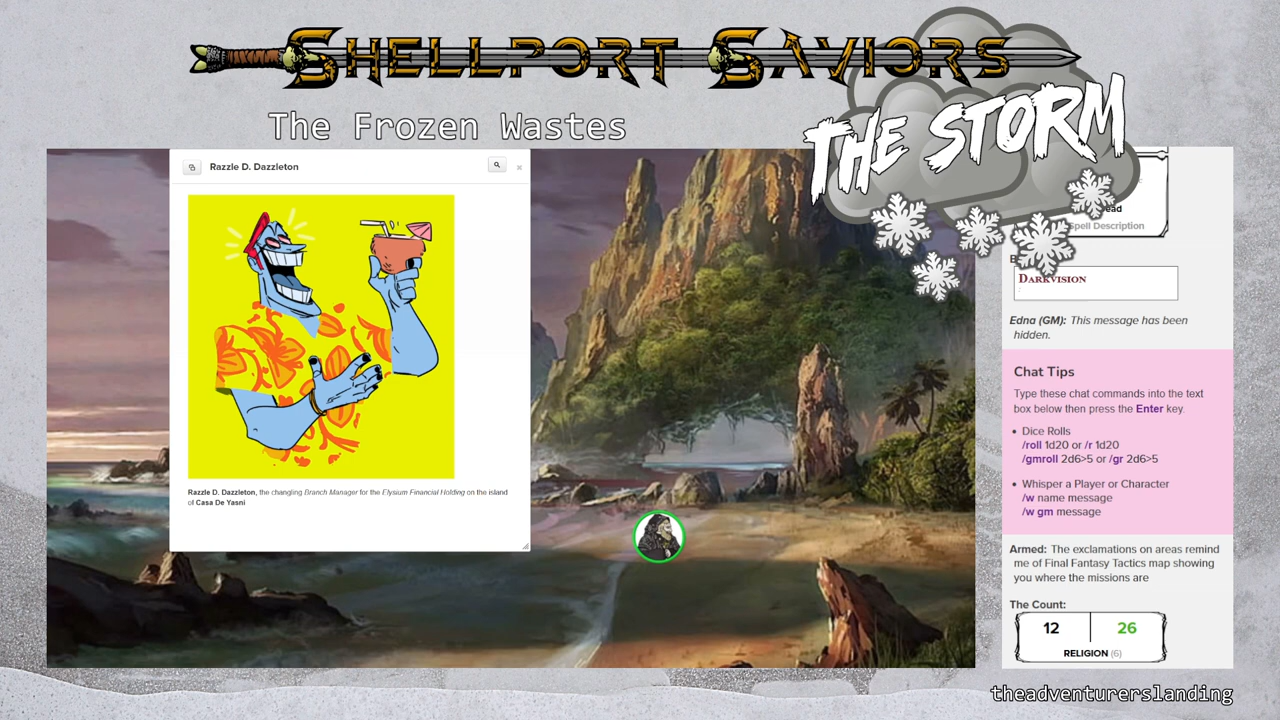 SHELLPORT SAVIORS
THE STORM
The Frozen Wastes
Razzle D. Dazzleton
Razzle D. Dazzleton, the changling Branch Manager for the Elysium Financial Holding on the island
of Casa De Yasni
ead
Spell Description
DARKVISION
Edna (GM): This message has been
hidden.
Chat Tips
Type these chat commands into the text
box below then press the Enter key.
• Dice Rolls
/roll 1d20 or /r 1d20
/gmroll 2d6>5 or /gr 2d6>5
• Whisper a Player or Character
/w name message
/w gm message
Armed: The exclamations on areas remind
me of Final Fantasy Tactics map showing
you where the missions are
The Count:
12 26
RELIGION (6)
theadventurerslanding